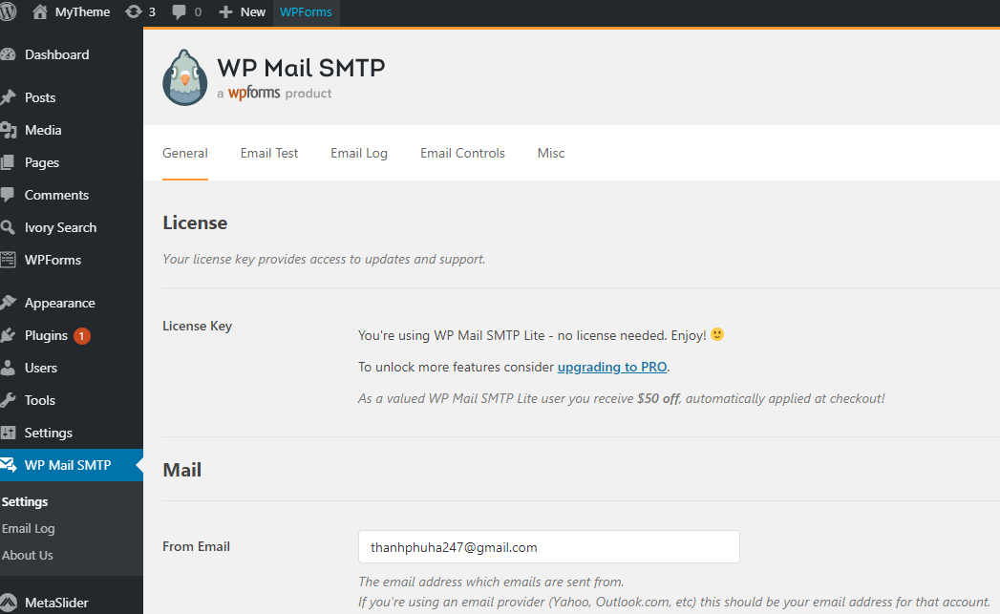 MyTheme 3 0 New WPForms
Dashboard
Posts
Media
Pages
Comments
Ivory Search
WPForms
Appearance
Plugins 1
Users
Tools
Settings
WP Mail SMTP
Settings
Email Log
About Us
MetaSlider
WP Mail SMTP
a wpforms product
General Email Test Email Log Email Controls Misc
License
Your license key provides access to updates and support.
License Key
You're using WP Mail SMTP Lite - no license needed. Enjoy! 🙂
To unlock more features consider upgrading to PRO.
As a valued WP Mail SMTP Lite user you receive $50 off, automatically applied at checkout!
Mail
From Email
thanhphuha247@gmail.com
The email address which emails are sent from.
If you're using an email provider (Yahoo, Outlook.com, etc) this should be your email address for that account.